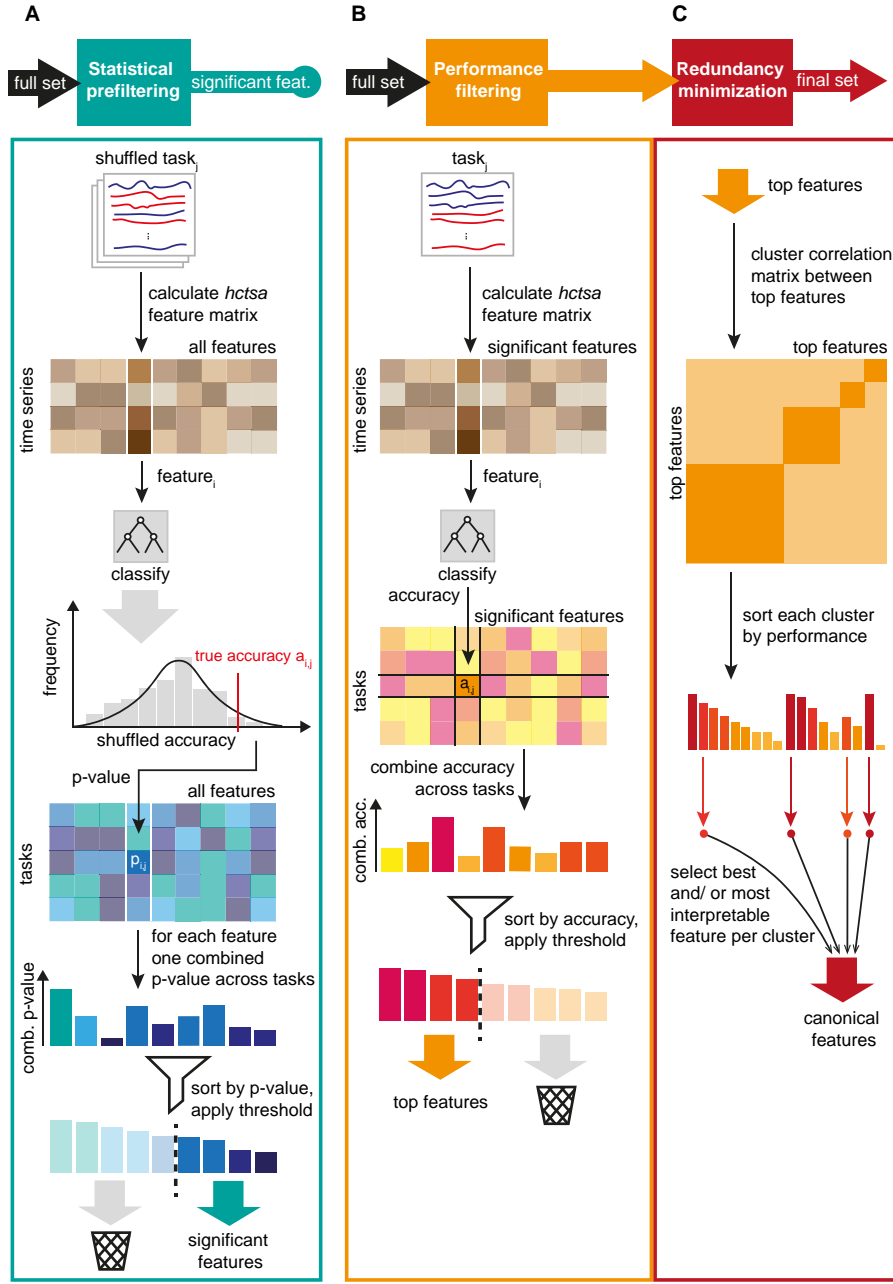 A
full set
Statistical
prefiltering
significant feat.
shuffled task j
calculate hctsa
feature matrix
all features
time series
feature i
classify
frequency
true accuracy a i,j
shuffled accuracy
p-value
all features
tasks
p i,j
for each feature
one combined
p-value across tasks
comb. p-value
sort by p-value,
apply threshold
significant
features
B
full set
Performance
filtering
task j
calculate hctsa
feature matrix
significant features
time series
feature i
classify
accuracy
significant features
tasks
a i,j
combine accuracy
across tasks
comb. acc.
sort by accuracy,
apply threshold
top features
C
Redundancy
minimization
final set
top features
cluster correlation
matrix between
top features
top features
top features
sort each cluster
by performance
select best
and/ or most
interpretable
feature per cluster
canonical
features